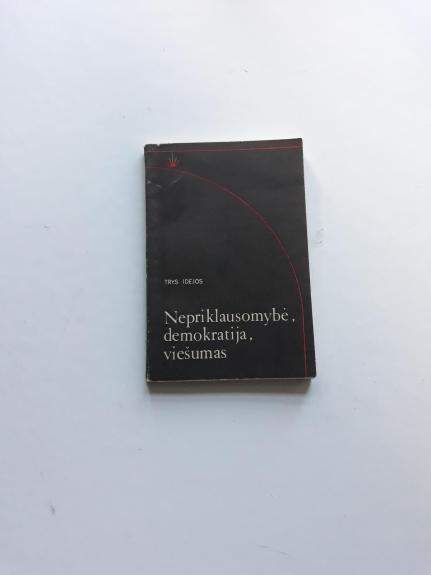 TRYS IDĖJOS
Nepriklausomybė,
demokratija,
viešumas